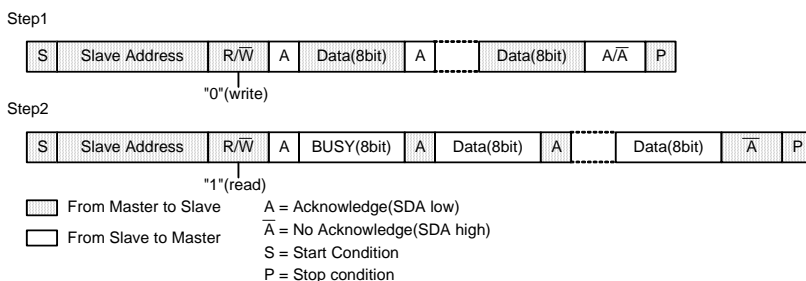 Step1
S Slave Address R/W̅ A Data(8bit) A Data(8bit) A/A̅ P
"0"(write)
Step2
S Slave Address R/W̅ A BUSY(8bit) A Data(8bit) A Data(8bit) A̅ P
"1"(read)
From Master to Slave A = Acknowledge(SDA low)
From Slave to Master A̅ = No Acknowledge(SDA high)
S = Start Condition
P = Stop condition